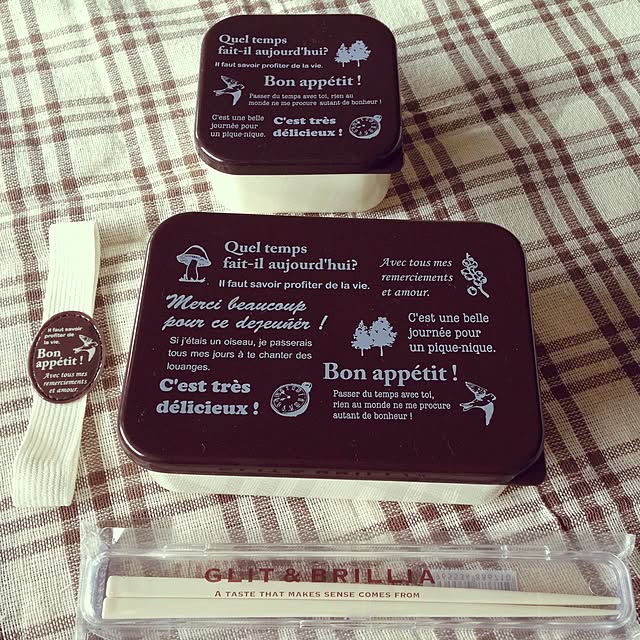 Quel temps
fait-il aujourd'hui?
Il faut savoir profiter de la vie.
Bon appétit !
Passer du temps avec toi, rien au
monde ne me procure autant de bonheur !
C'est une belle
journée pour
un pique-nique.
C'est très
délicieux !
Quel temps
fait-il aujourd'hui?
Il faut savoir profiter de la vie.
Avec tous mes
remerciements
et amour.
Merci beaucoup
pour ce dejeunér !
Si j'étais un oiseau, je passerais
tous mes jours à te chanter des
louanges.
C'est une belle
journée pour
un pique-nique.
C'est très
délicieux !
Bon appétit !
Passer du temps avec toi,
rien au monde ne me procure
autant de bonheur !
Il faut savoir
profiter de
la vie.
Bon
appétit !
Avec tous mes
remerciements
et amour.
GLIT & BRILLIA
A TASTE THAT MAKES SENSE COMES FROM